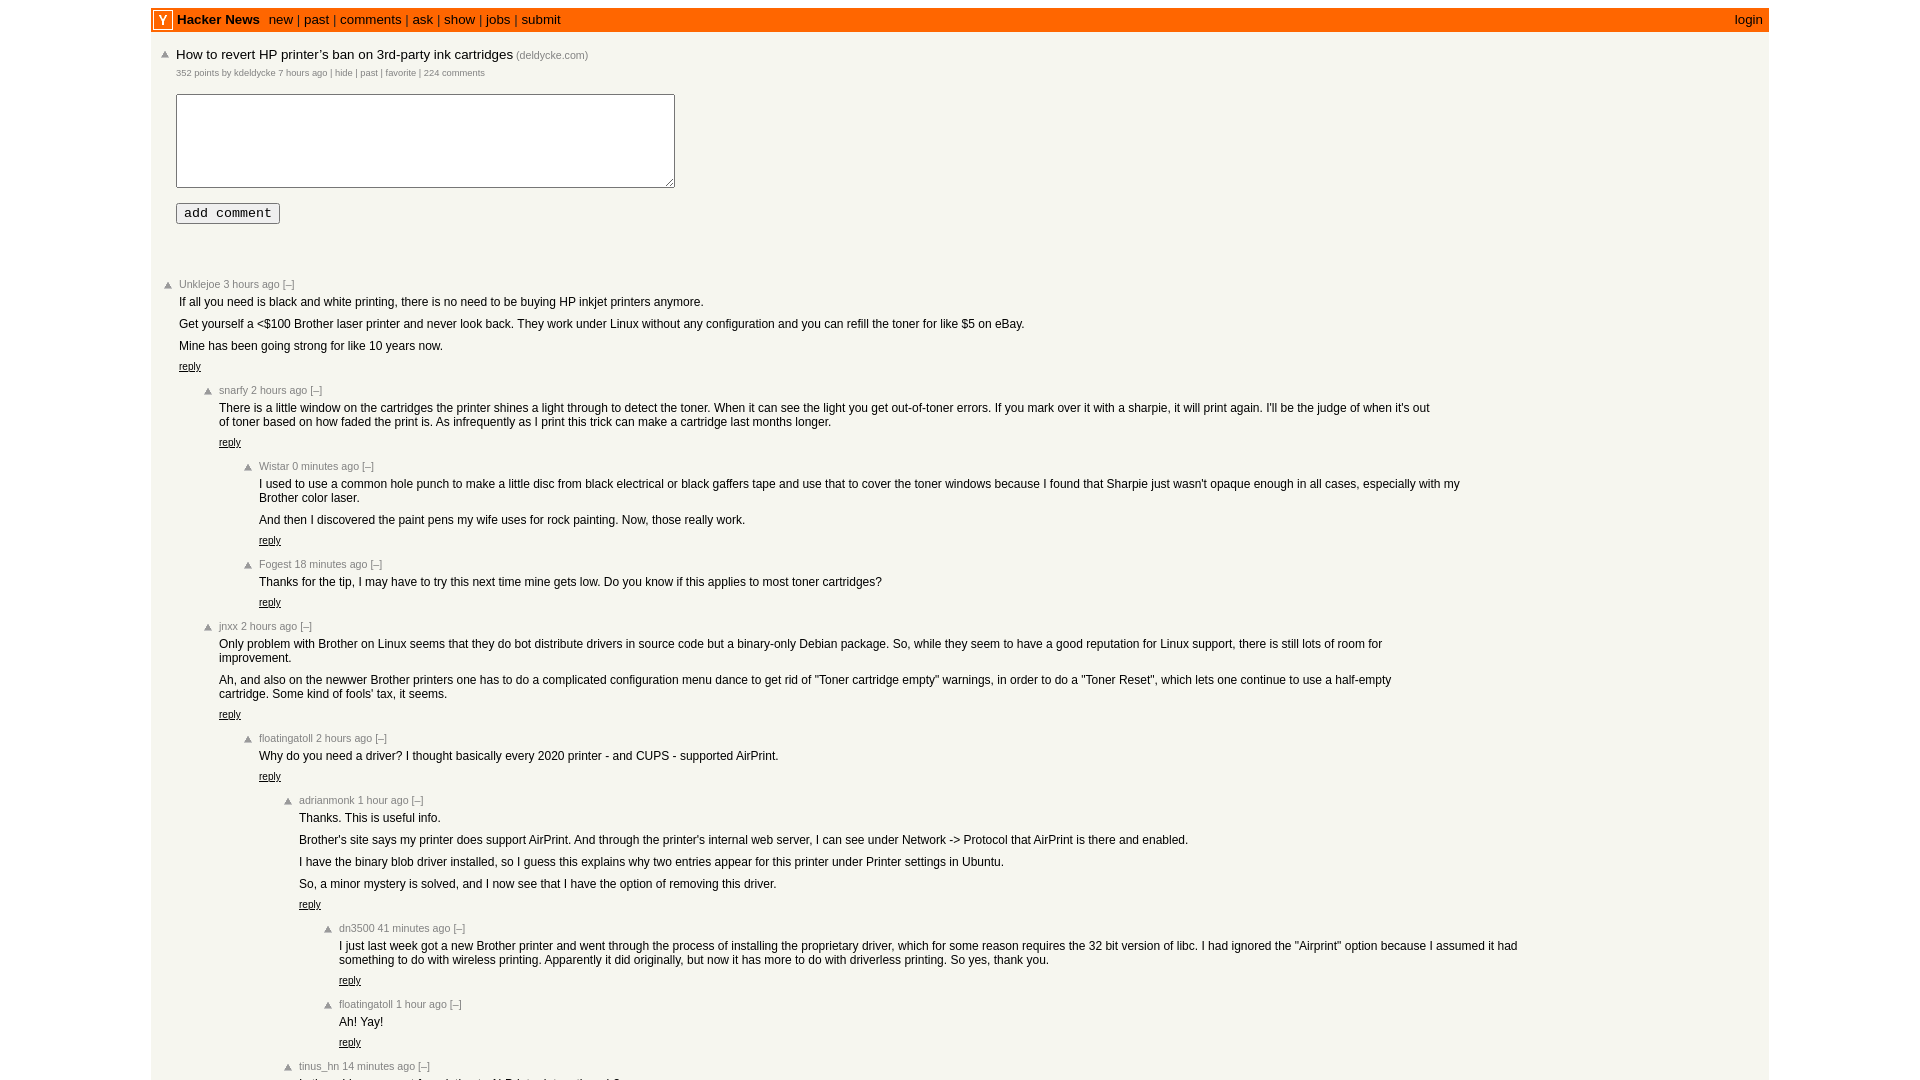 Y Hacker News new | past | comments | ask | show | jobs | submit login
How to revert HP printer’s ban on 3rd-party ink cartridges (deldycke.com)
352 points by kdeldycke 7 hours ago | hide | past | favorite | 224 comments
add comment
Unklejoe 3 hours ago [–]
If all you need is black and white printing, there is no need to be buying HP inkjet printers anymore.
Get yourself a <$100 Brother laser printer and never look back. They work under Linux without any configuration and you can refill the toner for like $5 on eBay.
Mine has been going strong for like 10 years now.
reply
snarfy 2 hours ago [–]
There is a little window on the cartridges the printer shines a light through to detect the toner. When it can see the light you get out-of-toner errors. If you mark over it with a sharpie, it will print again. I'll be the judge of when it's out
of toner based on how faded the print is. As infrequently as I print this trick can make a cartridge last months longer.
reply
Wistar 0 minutes ago [–]
I used to use a common hole punch to make a little disc from black electrical or black gaffers tape and use that to cover the toner windows because I found that Sharpie just wasn't opaque enough in all cases, especially with my
Brother color laser.
And then I discovered the paint pens my wife uses for rock painting. Now, those really work.
reply
Fogest 18 minutes ago [–]
Thanks for the tip, I may have to try this next time mine gets low. Do you know if this applies to most toner cartridges?
reply
jnxx 2 hours ago [–]
Only problem with Brother on Linux seems that they do bot distribute drivers in source code but a binary-only Debian package. So, while they seem to have a good reputation for Linux support, there is still lots of room for
improvement.
Ah, and also on the newwer Brother printers one has to do a complicated configuration menu dance to get rid of "Toner cartridge empty" warnings, in order to do a "Toner Reset", which lets one continue to use a half-empty
cartridge. Some kind of fools' tax, it seems.
reply
floatingatoll 2 hours ago [–]
Why do you need a driver? I thought basically every 2020 printer - and CUPS - supported AirPrint.
reply
adrianmonk 1 hour ago [–]
Thanks. This is useful info.
Brother's site says my printer does support AirPrint. And through the printer's internal web server, I can see under Network -> Protocol that AirPrint is there and enabled.
I have the binary blob driver installed, so I guess this explains why two entries appear for this printer under Printer settings in Ubuntu.
So, a minor mystery is solved, and I now see that I have the option of removing this driver.
reply
dn3500 41 minutes ago [–]
I just last week got a new Brother printer and went through the process of installing the proprietary driver, which for some reason requires the 32 bit version of libc. I had ignored the "Airprint" option because I assumed it had
something to do with wireless printing. Apparently it did originally, but now it has more to do with driverless printing. So yes, thank you.
reply
floatingatoll 1 hour ago [–]
Ah! Yay!
reply
tinus_hn 14 minutes ago [–]